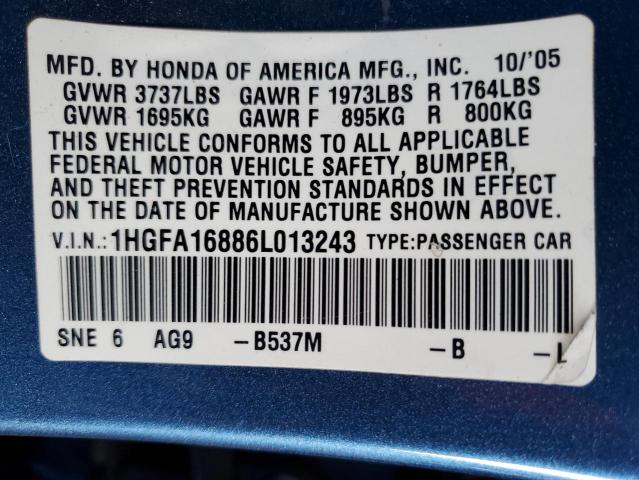 MFD. BY HONDA OF AMERICA MFG., INC. 10/'05
GVWR 3737LBS GAWR F 1973LBS R 1764LBS
GVWR 1695KG GAWR F 895KG R 800KG
THIS VEHICLE CONFORMS TO ALL APPLICABLE
FEDERAL MOTOR VEHICLE SAFETY, BUMPER,
AND THEFT PREVENTION STANDARDS IN EFFECT
ON THE DATE OF MANUFACTURE SHOWN ABOVE.
V.I.N.:1HGFA16886L013243 TYPE:PASSENGER CAR
SNE 6 AG9 -B537M -B -L